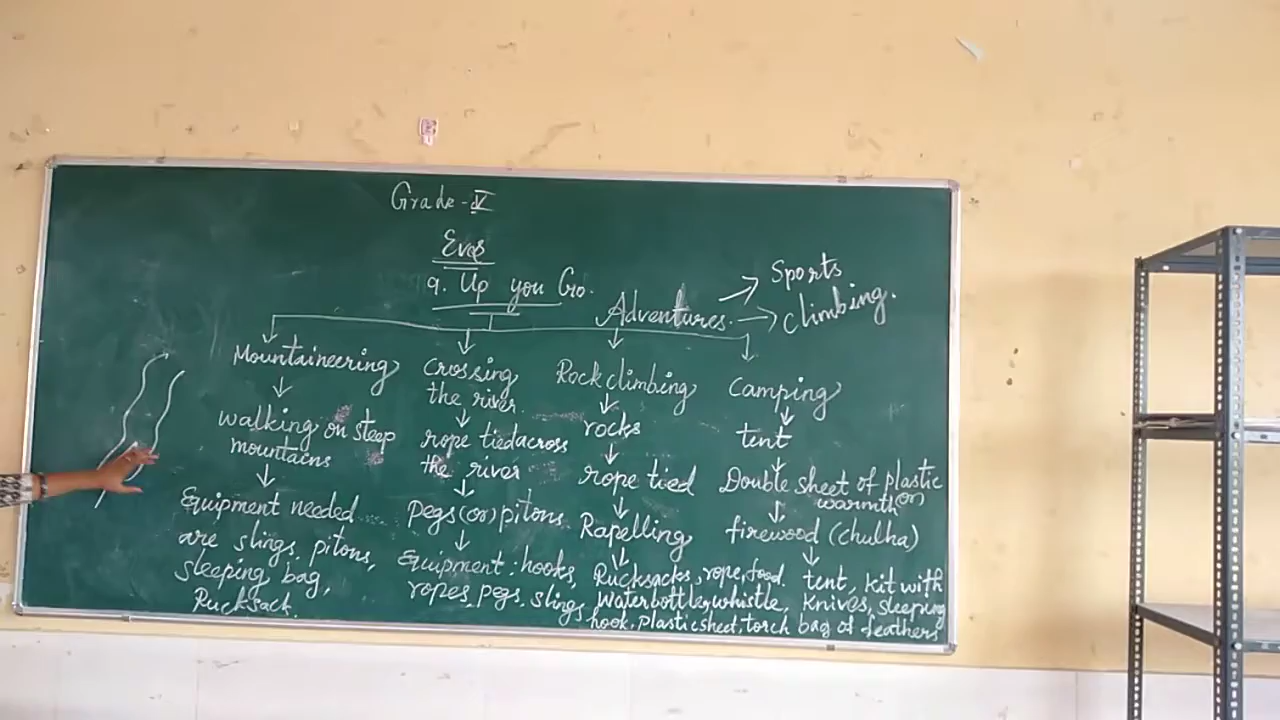 Grade - V
Evs
9. Up you Go.
Adventures.
Sports
climbing.
Mountaineering
walking on steep
mountains
Equipment needed
are slings, pitons,
sleeping bag,
Rucksack.
crossing
the river.
rope tied across
the river
Pegs (or) pitons
Equipment: hooks,
ropes, pegs, slings
Rock climbing
rocks
rope tied
Rapelling
Rucksacks, rope, food.
Waterbottle, whistle,
hook, plastic sheet, torch
Camping
tent
Double sheet of plastic
warmth (or)
firewood (chulha)
tent, kit with
knives, sleeping
bag of feathers